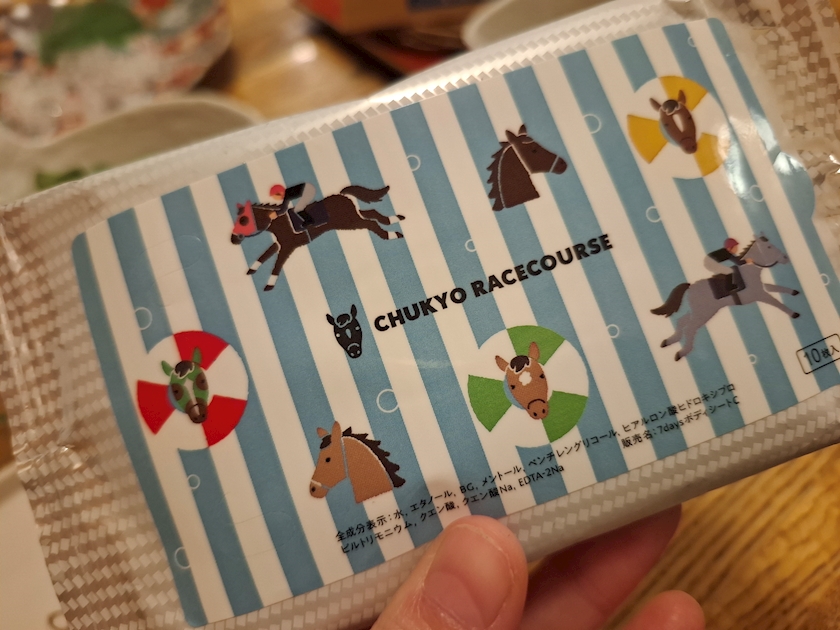 CHUKYO RACECOURSE
10枚入
全成分表示：水、エタノール、BG、メントール、ペンチレングリコール、ヒアルロン酸ヒドロキシプロ
ピルトリモニウム、クエン酸、クエン酸Na、EDTA-2Na
販売名：7daysボディシートC